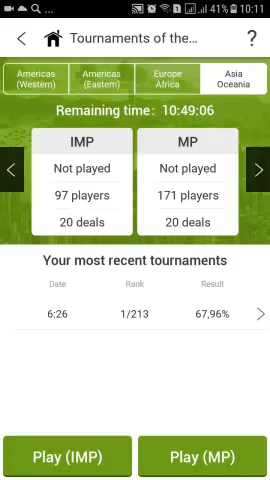 ... 41% 10:11
Tournaments of the... ?
Americas (Western) Americas (Eastern) Europe Africa Asia Oceania
Remaining time: 10:49:06
IMP MP
Not played Not played
97 players 171 players
20 deals 20 deals
Your most recent tournaments
Date Rank Result
6:26 1/213 67,96%
Play (IMP) Play (MP)